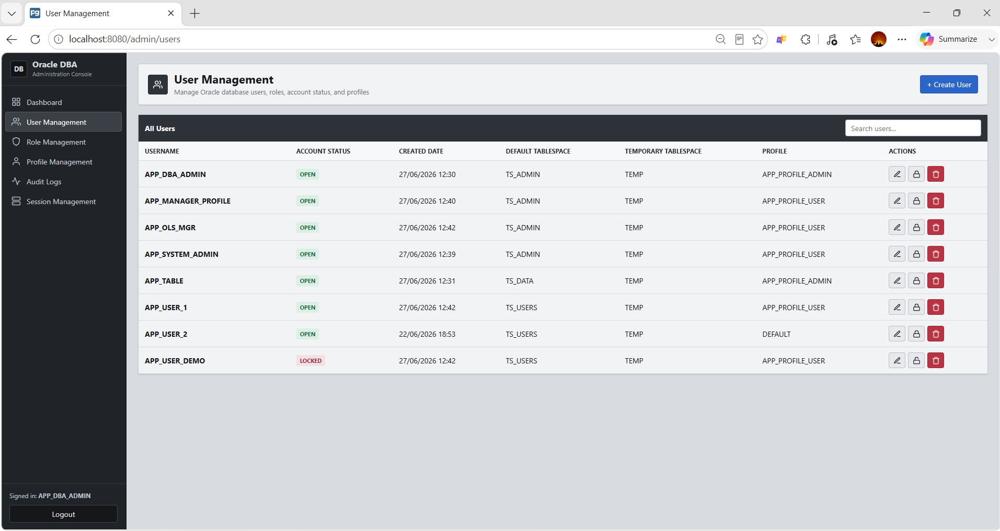 User Management
localhost:8080/admin/users
Summarize
DB
Oracle DBA
Administration Console
Dashboard
User Management
Role Management
Profile Management
Audit Logs
Session Management
Signed in: APP_DBA_ADMIN
Logout
User Management
Manage Oracle database users, roles, account status, and profiles
+ Create User
All Users
Search users...
USERNAME ACCOUNT STATUS CREATED DATE DEFAULT TABLESPACE TEMPORARY TABLESPACE PROFILE ACTIONS
APP_DBA_ADMIN OPEN 27/06/2026 12:30 TS_ADMIN TEMP APP_PROFILE_ADMIN
APP_MANAGER_PROFILE OPEN 27/06/2026 12:40 TS_ADMIN TEMP APP_PROFILE_USER
APP_OLS_MGR OPEN 27/06/2026 12:42 TS_ADMIN TEMP APP_PROFILE_USER
APP_SYSTEM_ADMIN OPEN 27/06/2026 12:39 TS_ADMIN TEMP APP_PROFILE_USER
APP_TABLE OPEN 27/06/2026 12:31 TS_DATA TEMP APP_PROFILE_ADMIN
APP_USER_1 OPEN 27/06/2026 12:42 TS_USERS TEMP APP_PROFILE_USER
APP_USER_2 OPEN 22/06/2026 18:53 TS_USERS TEMP DEFAULT
APP_USER_DEMO LOCKED 27/06/2026 12:42 TS_USERS TEMP APP_PROFILE_USER